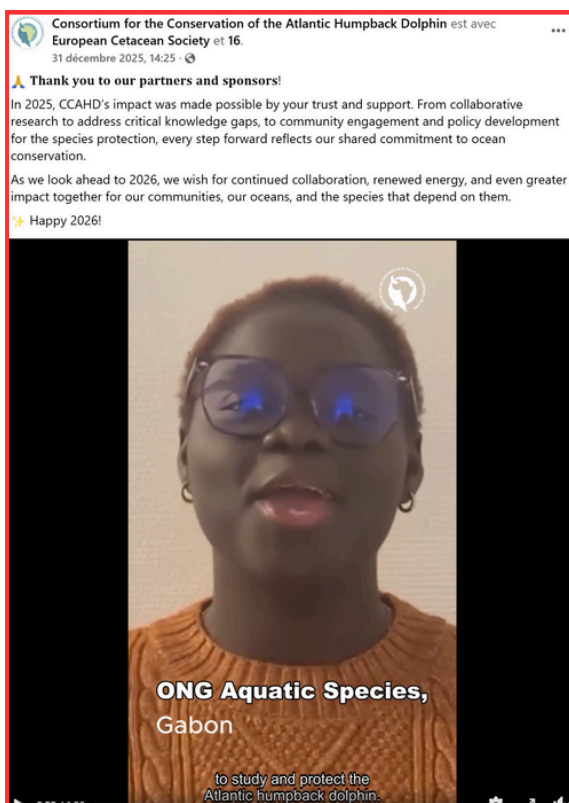 Consortium for the Conservation of the Atlantic Humpback Dolphin est avec
European Cetacean Society et 16.
31 décembre 2025, 14:25 ·
🙏 Thank you to our partners and sponsors!
In 2025, CCAHD's impact was made possible by your trust and support. From collaborative
research to address critical knowledge gaps, to community engagement and policy development
for the species protection, every step forward reflects our shared commitment to ocean
conservation.
As we look ahead to 2026, we wish for continued collaboration, renewed energy, and even greater
impact together for our communities, our oceans, and the species that depend on them.
✨ Happy 2026!
ONG Aquatic Species,
Gabon
to study and protect the
Atlantic humpback dolphin.